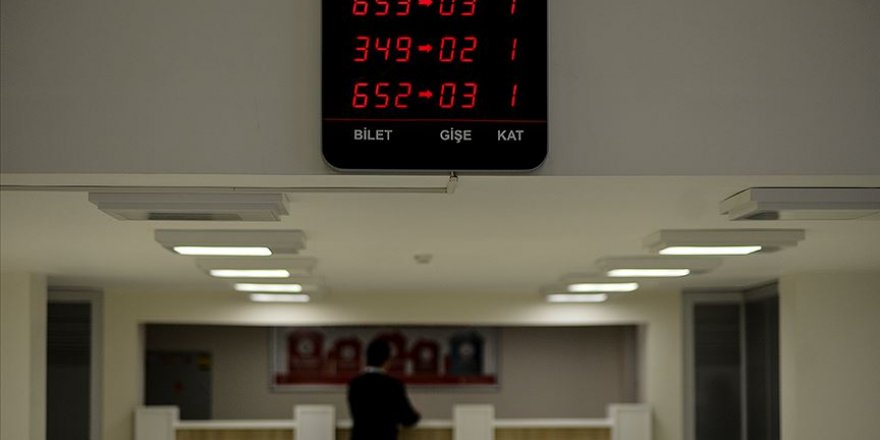 653 → 03 1
349 → 02 1
652 → 03 1
BİLET GİŞE KAT